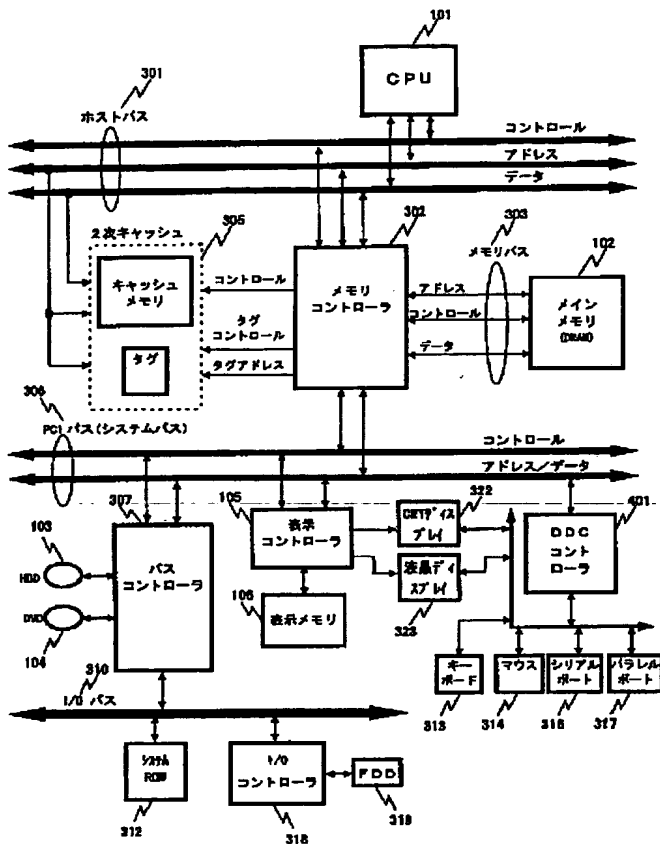 101
CPU
301
ホストバス
コントロール
アドレス
データ
2次キャッシュ
305
302
303
メモリバス
102
キャッシュ
メモリ
コントロール
メモリ
コントローラ
アドレス
コントロール
データ
メイン
メモリ
(DRAM)
タグ
コントロール
タグ
タグアドレス
306
PCI バス(システムバス)
コントロール
アドレス/データ
307
105
322
401
103
HDD
バス
コントローラ
表示
コントローラ
CRTディス
プレイ
DDC
コント
ローラ
液晶ディ
スプレイ
323
DVD
104
106
表示メモリ
310
I/O バス
キー
ボード
マウス
シリアル
ポート
パラレル
ポート
313
314
316
317
システム
ROM
I/O
コントローラ
FDD
319
312
318